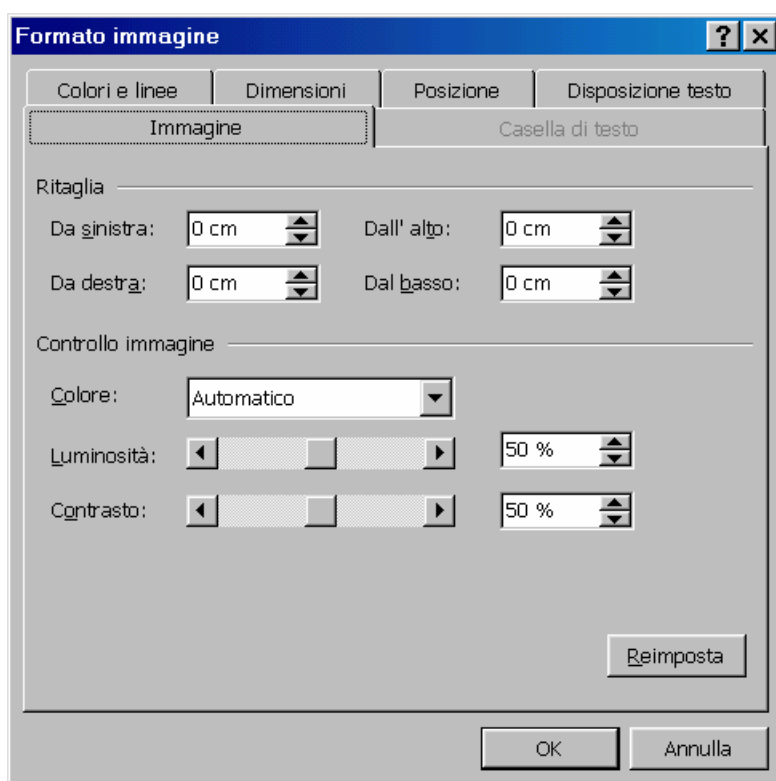 Formato immagine
Colori e linee Dimensioni Posizione Disposizione testo
Immagine Casella di testo
Ritaglia
Da sinistra: 0 cm Dall' alto: 0 cm
Da destra: 0 cm Dal basso: 0 cm
Controllo immagine
Colore: Automatico
Luminosità: 50 %
Contrasto: 50 %
Reimposta
OK Annulla